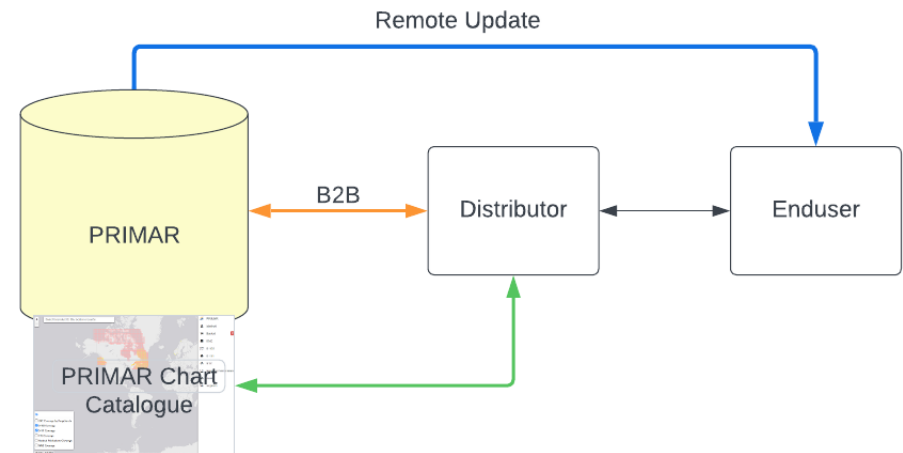 Remote Update
B2B
Distributor
Enduser
PRIMAR
PRIMAR Chart
Catalogue